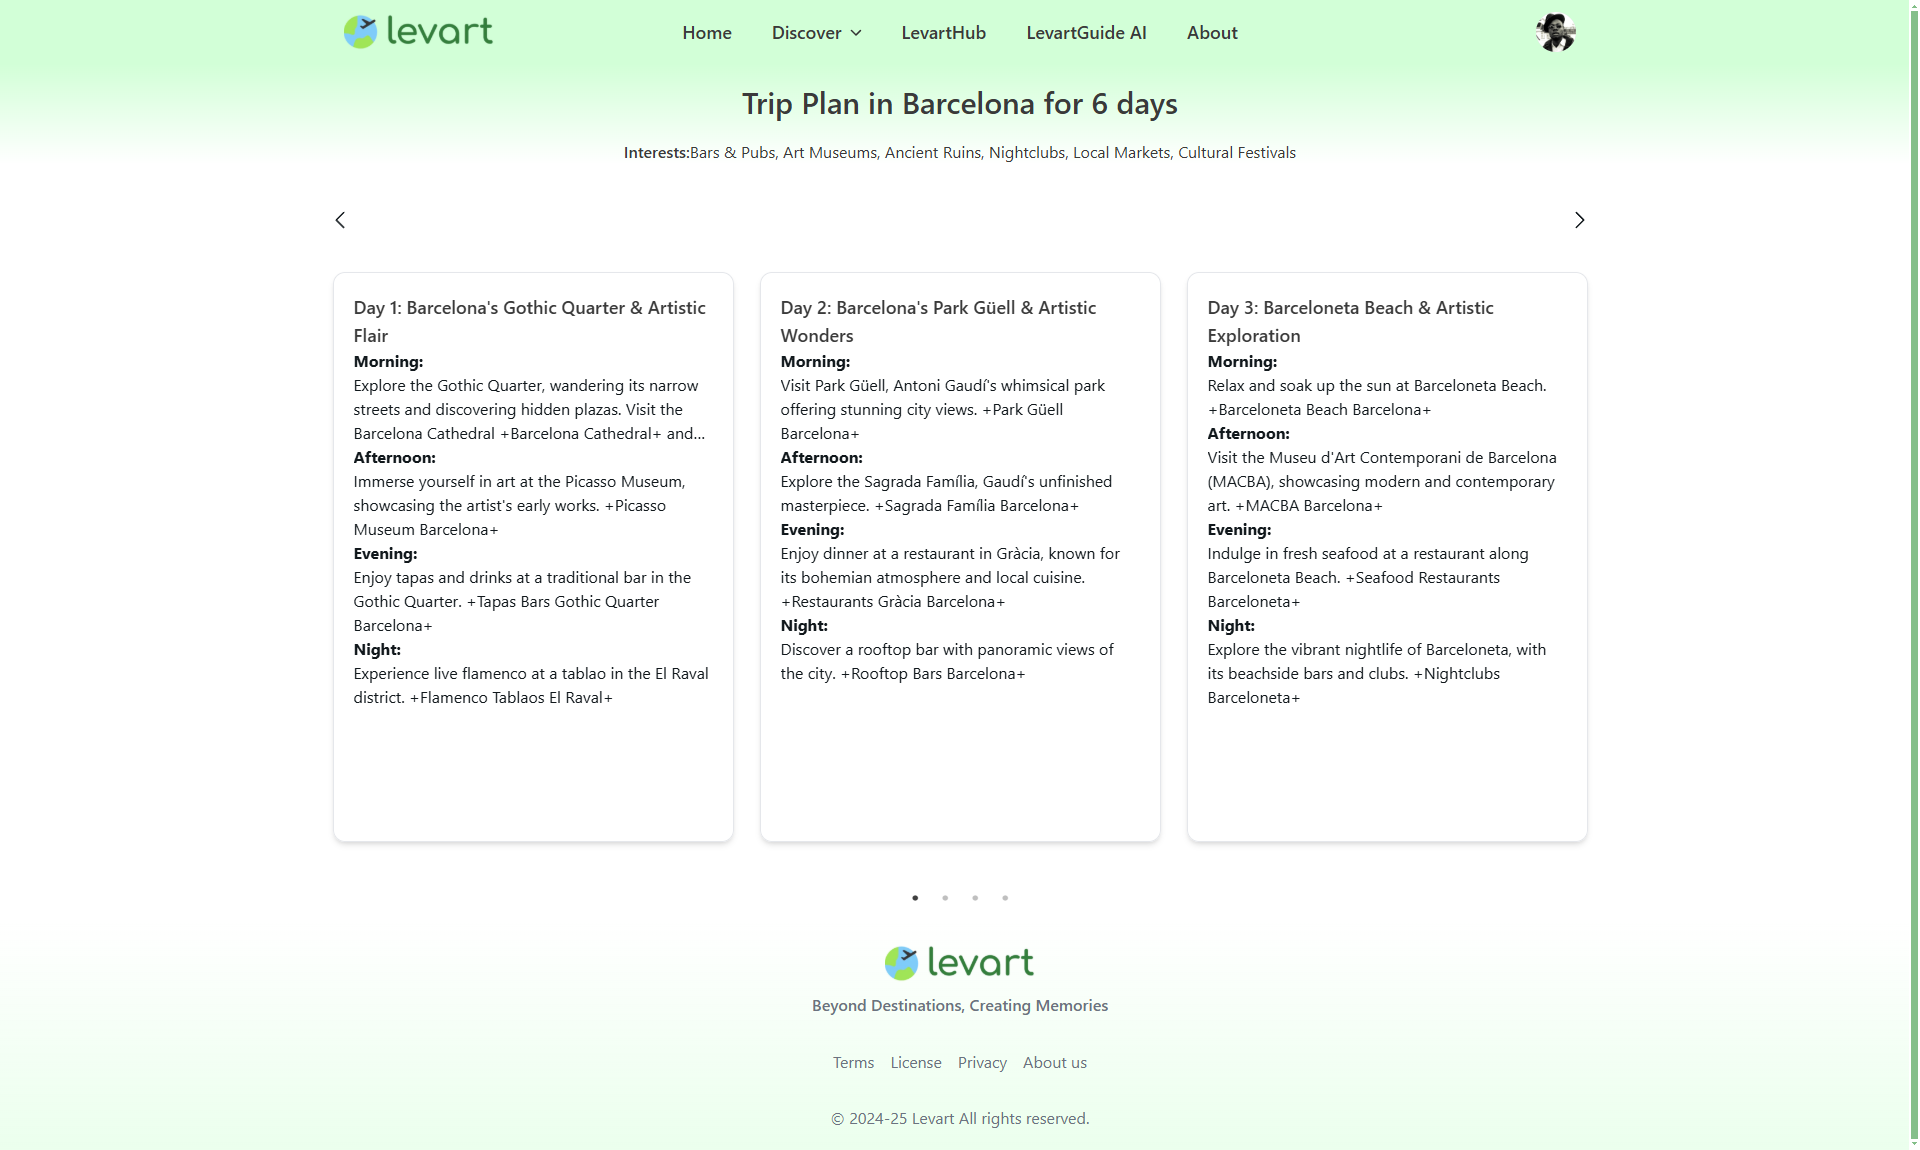 levart
Home Discover LevartHub LevartGuide AI About
Trip Plan in Barcelona for 6 days
Interests:Bars & Pubs, Art Museums, Ancient Ruins, Nightclubs, Local Markets, Cultural Festivals
Day 1: Barcelona's Gothic Quarter & Artistic
Flair
Morning:
Explore the Gothic Quarter, wandering its narrow
streets and discovering hidden plazas. Visit the
Barcelona Cathedral +Barcelona Cathedral+ and...
Afternoon:
Immerse yourself in art at the Picasso Museum,
showcasing the artist's early works. +Picasso
Museum Barcelona+
Evening:
Enjoy tapas and drinks at a traditional bar in the
Gothic Quarter. +Tapas Bars Gothic Quarter
Barcelona+
Night:
Experience live flamenco at a tablao in the El Raval
district. +Flamenco Tablaos El Raval+
Day 2: Barcelona's Park Güell & Artistic
Wonders
Morning:
Visit Park Güell, Antoni Gaudí's whimsical park
offering stunning city views. +Park Güell
Barcelona+
Afternoon:
Explore the Sagrada Família, Gaudí's unfinished
masterpiece. +Sagrada Família Barcelona+
Evening:
Enjoy dinner at a restaurant in Gràcia, known for
its bohemian atmosphere and local cuisine.
+Restaurants Gràcia Barcelona+
Night:
Discover a rooftop bar with panoramic views of
the city. +Rooftop Bars Barcelona+
Day 3: Barceloneta Beach & Artistic
Exploration
Morning:
Relax and soak up the sun at Barceloneta Beach.
+Barceloneta Beach Barcelona+
Afternoon:
Visit the Museu d'Art Contemporani de Barcelona
(MACBA), showcasing modern and contemporary
art. +MACBA Barcelona+
Evening:
Indulge in fresh seafood at a restaurant along
Barceloneta Beach. +Seafood Restaurants
Barceloneta+
Night:
Explore the vibrant nightlife of Barceloneta, with
its beachside bars and clubs. +Nightclubs
Barceloneta+
levart
Beyond Destinations, Creating Memories
Terms License Privacy About us
© 2024-25 Levart All rights reserved.